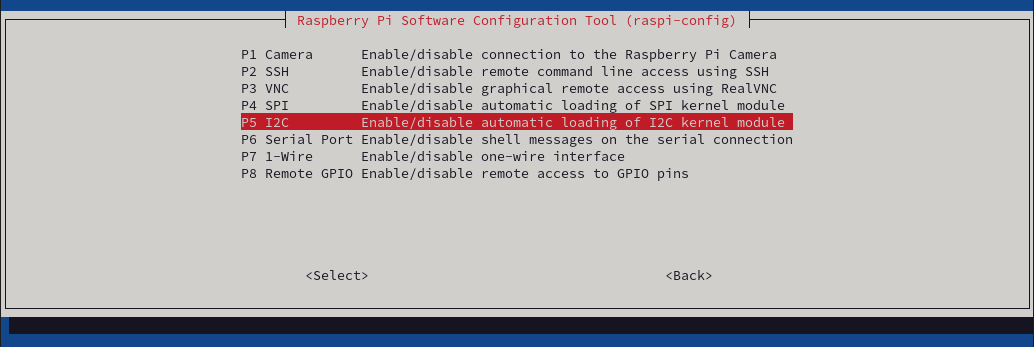 Raspberry Pi Software Configuration Tool (raspi-config)
P1 Camera Enable/disable connection to the Raspberry Pi Camera
P2 SSH Enable/disable remote command line access using SSH
P3 VNC Enable/disable graphical remote access using RealVNC
P4 SPI Enable/disable automatic loading of SPI kernel module
P5 I2C Enable/disable automatic loading of I2C kernel module
P6 Serial Port Enable/disable shell messages on the serial connection
P7 1-Wire Enable/disable one-wire interface
P8 Remote GPIO Enable/disable remote access to GPIO pins
<Select> <Back>